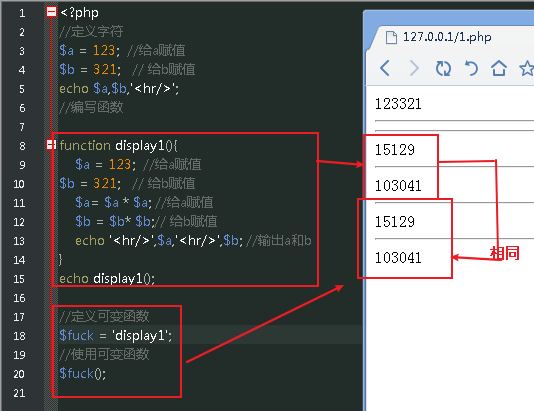 1 <?php
2 //定义字符
3 $a = 123; //给a赋值
4 $b = 321; // 给b赋值
5 echo $a,$b,'<hr/>';
6 //编写函数
7
8 function display1(){
9 $a = 123; //给a赋值
10 $b = 321; // 给b赋值
11 $a= $a * $a; //给a赋值
12 $b = $b* $b;// 给b赋值
13 echo '<hr/>',$a,'<hr/>',$b; //输出a和b
14 }
15 echo display1();
16
17 //定义可变函数
18 $fuck = 'display1';
19 //使用可变函数
20 $fuck();
21
127.0.0.1/1.php
123321
15129
103041
15129
103041
相同